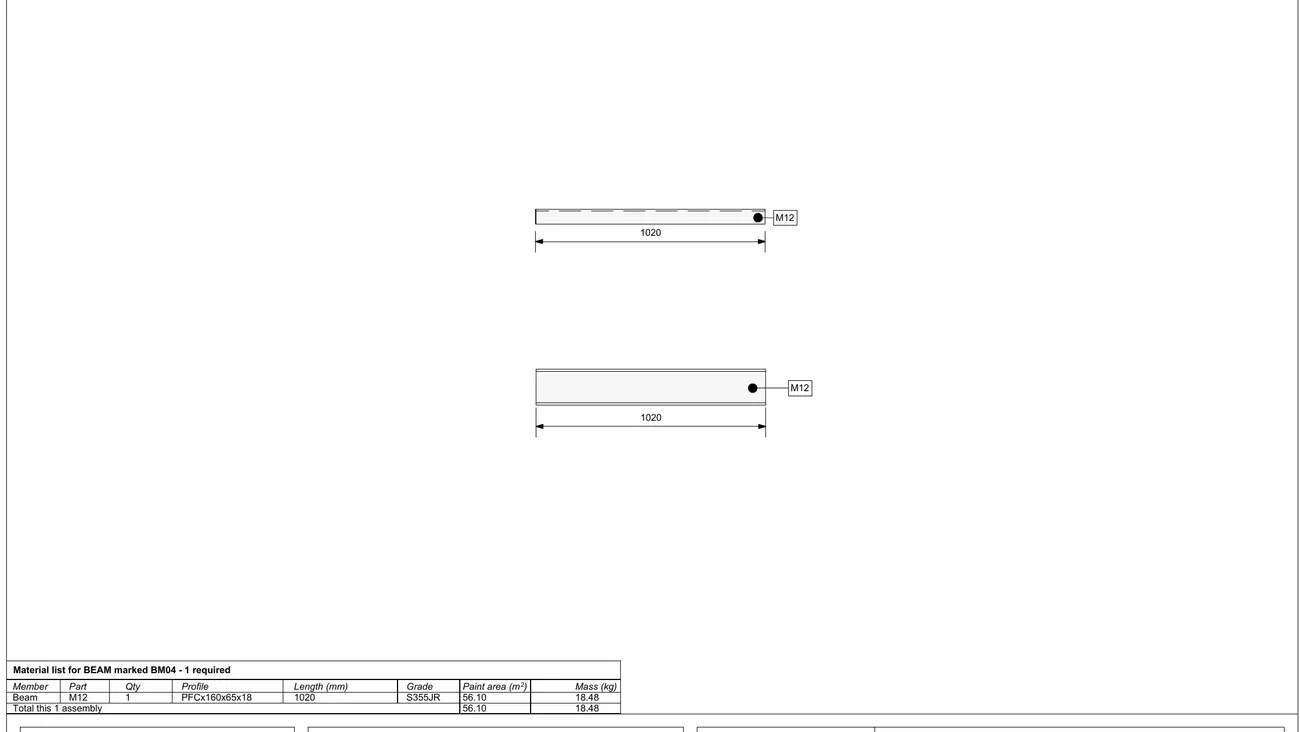 M12
1020
M12
1020
Material list for BEAM marked BM04 - 1 required
Member Part Qty Profile Length (mm) Grade Paint area (m²) Mass (kg)
Beam M12 1 PFCx160x65x18 1020 S355JR 56.10 18.48
Total this 1 assembly 56.10 18.48